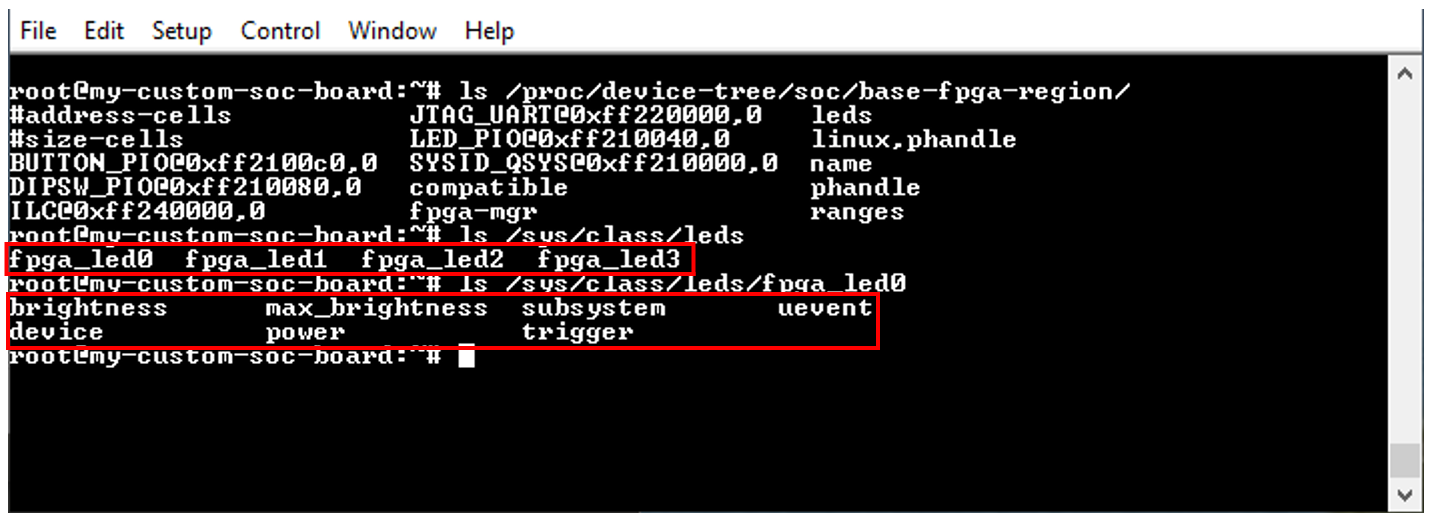 File Edit Setup Control Window Help
root@my-custom-soc-board:~# ls /proc/device-tree/soc/base-fpga-region/
#address-cells JTAG_UART@0xff220000,0 leds
#size-cells LED_PIO@0xff210040,0 linux,phandle
BUTTON_PIO@0xff2100c0,0 SYSID_QSYS@0xff210000,0 name
DIPSW_PIO@0xff210080,0 compatible phandle
ILC@0xff240000,0 fpga-mgr ranges
root@my-custom-soc-board:~# ls /sys/class/leds
fpga_led0 fpga_led1 fpga_led2 fpga_led3
root@my-custom-soc-board:~# ls /sys/class/leds/fpga_led0
brightness max_brightness subsystem uevent
device power trigger
root@my-custom-soc-board:~#